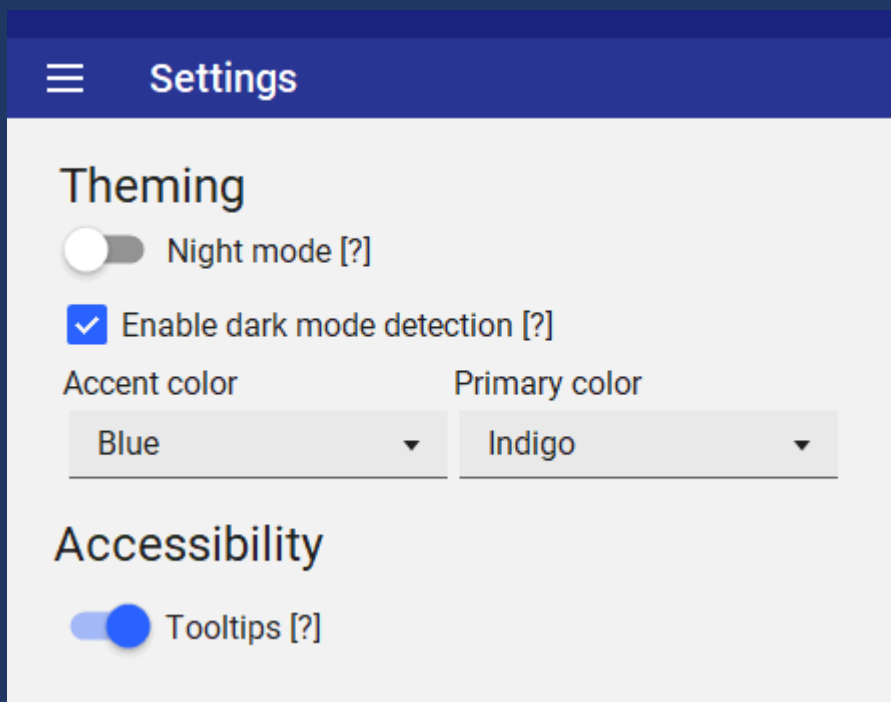 Settings
Theming
Night mode [?]
Enable dark mode detection [?]
Accent color Primary color
Blue Indigo
Accessibility
Tooltips [?]